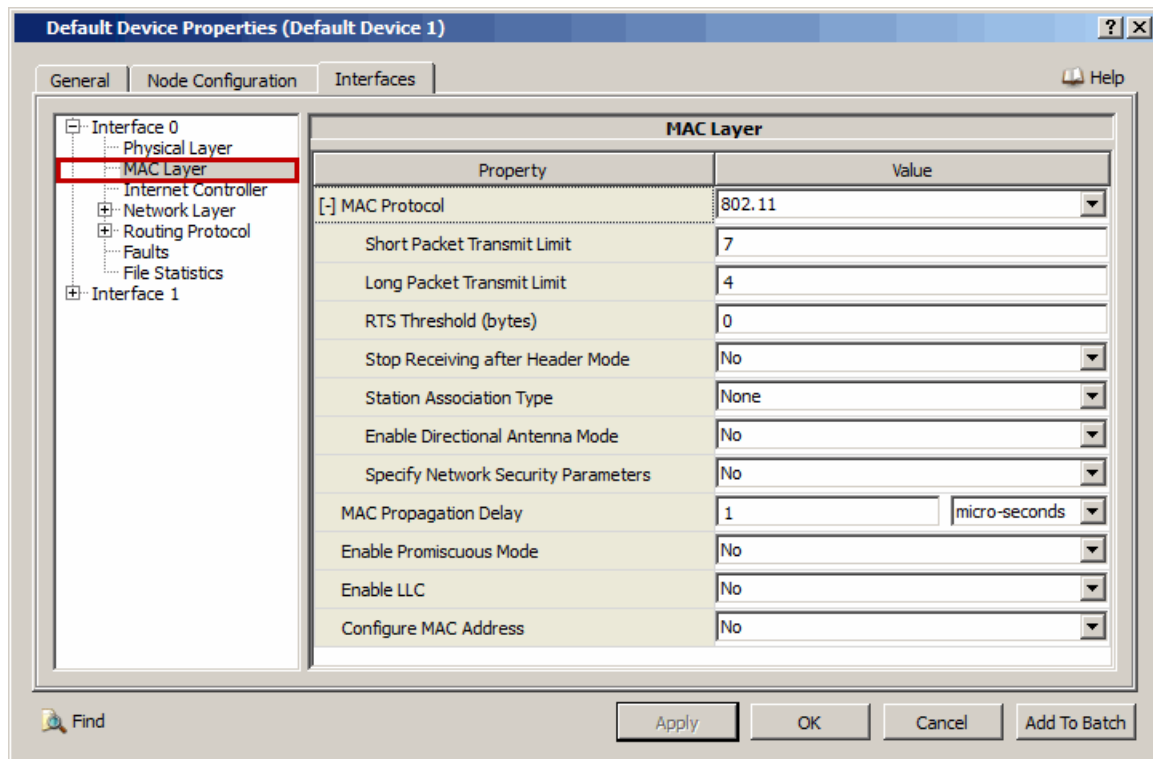 Default Device Properties (Default Device 1)
General Node Configuration Interfaces Help
Interface 0
Physical Layer
MAC Layer
Internet Controller
Network Layer
Routing Protocol
Faults
File Statistics
Interface 1
MAC Layer
Property Value
[-] MAC Protocol 802.11
Short Packet Transmit Limit 7
Long Packet Transmit Limit 4
RTS Threshold (bytes) 0
Stop Receiving after Header Mode No
Station Association Type None
Enable Directional Antenna Mode No
Specify Network Security Parameters No
MAC Propagation Delay 1 micro-seconds
Enable Promiscuous Mode No
Enable LLC No
Configure MAC Address No
Find Apply OK Cancel Add To Batch